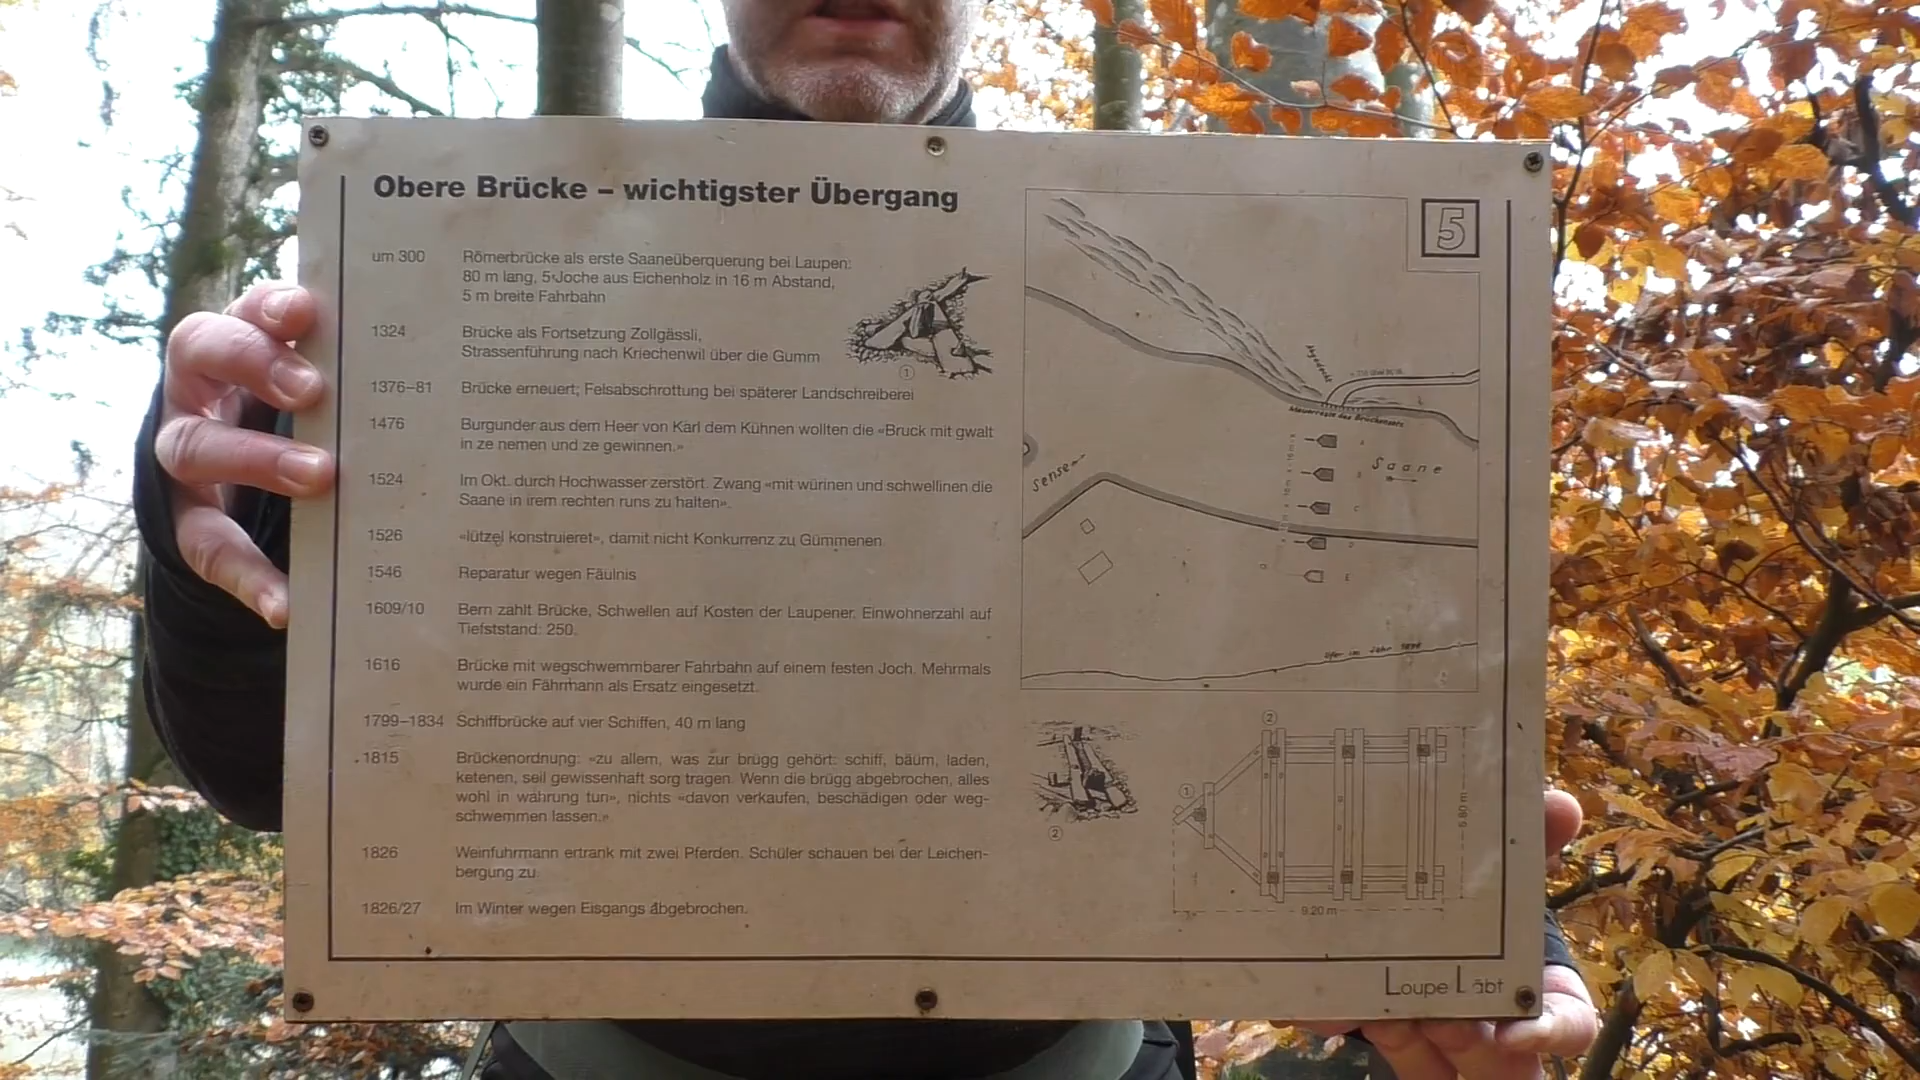 Obere Brücke – wichtigster Übergang
5
um 300 Römerbrücke als erste Saaneüberquerung bei Laupen:
80 m lang, 5 Joche aus Eichenholz in 16 m Abstand,
5 m breite Fahrbahn
1324 Brücke als Fortsetzung Zollgässli,
Strassenführung nach Kriechenwil über die Gumm
1
1376–81 Brücke erneuert; Felsabschrottung bei späterer Landschreiberei
1476 Burgunder aus dem Heer von Karl dem Kühnen wollten die «Bruck mit gwalt
in ze nemen und ze gewinnen.»
1524 Im Okt. durch Hochwasser zerstört. Zwang «mit würinen und schwellinen die
Saane in irem rechten runs zu halten».
1526 «lützel konstruieret», damit nicht Konkurrenz zu Gümmenen
1546 Reparatur wegen Fäulnis
1609/10 Bern zahlt Brücke, Schwellen auf Kosten der Laupener. Einwohnerzahl auf
Tiefststand: 250.
1616 Brücke mit wegschwemmbarer Fahrbahn auf einem festen Joch. Mehrmals
wurde ein Fährmann als Ersatz eingesetzt.
1799–1834 Schiffbrücke auf vier Schiffen, 40 m lang
1815 Brückenordnung: «zu allem, was zur brügg gehört: schiff, bäüm, laden,
ketenen, seil gewissenhaft sorg tragen. Wenn die brügg abgebrochen, alles
wohl in währung tun», nichts «davon verkaufen, beschädigen oder weg-
schwemmen lassen.»
1826 Weinfuhrmann ertrank mit zwei Pferden. Schüler schauen bei der Leichen-
bergung zu.
1826/27 Im Winter wegen Eisgangs abgebrochen.
Mauerreste des Brückenkopfs
A
B
C
D
E
Saane
Sense
Ufer im Jahr
2
1
2
5.80 m
9.20 m
Loupe Läbt